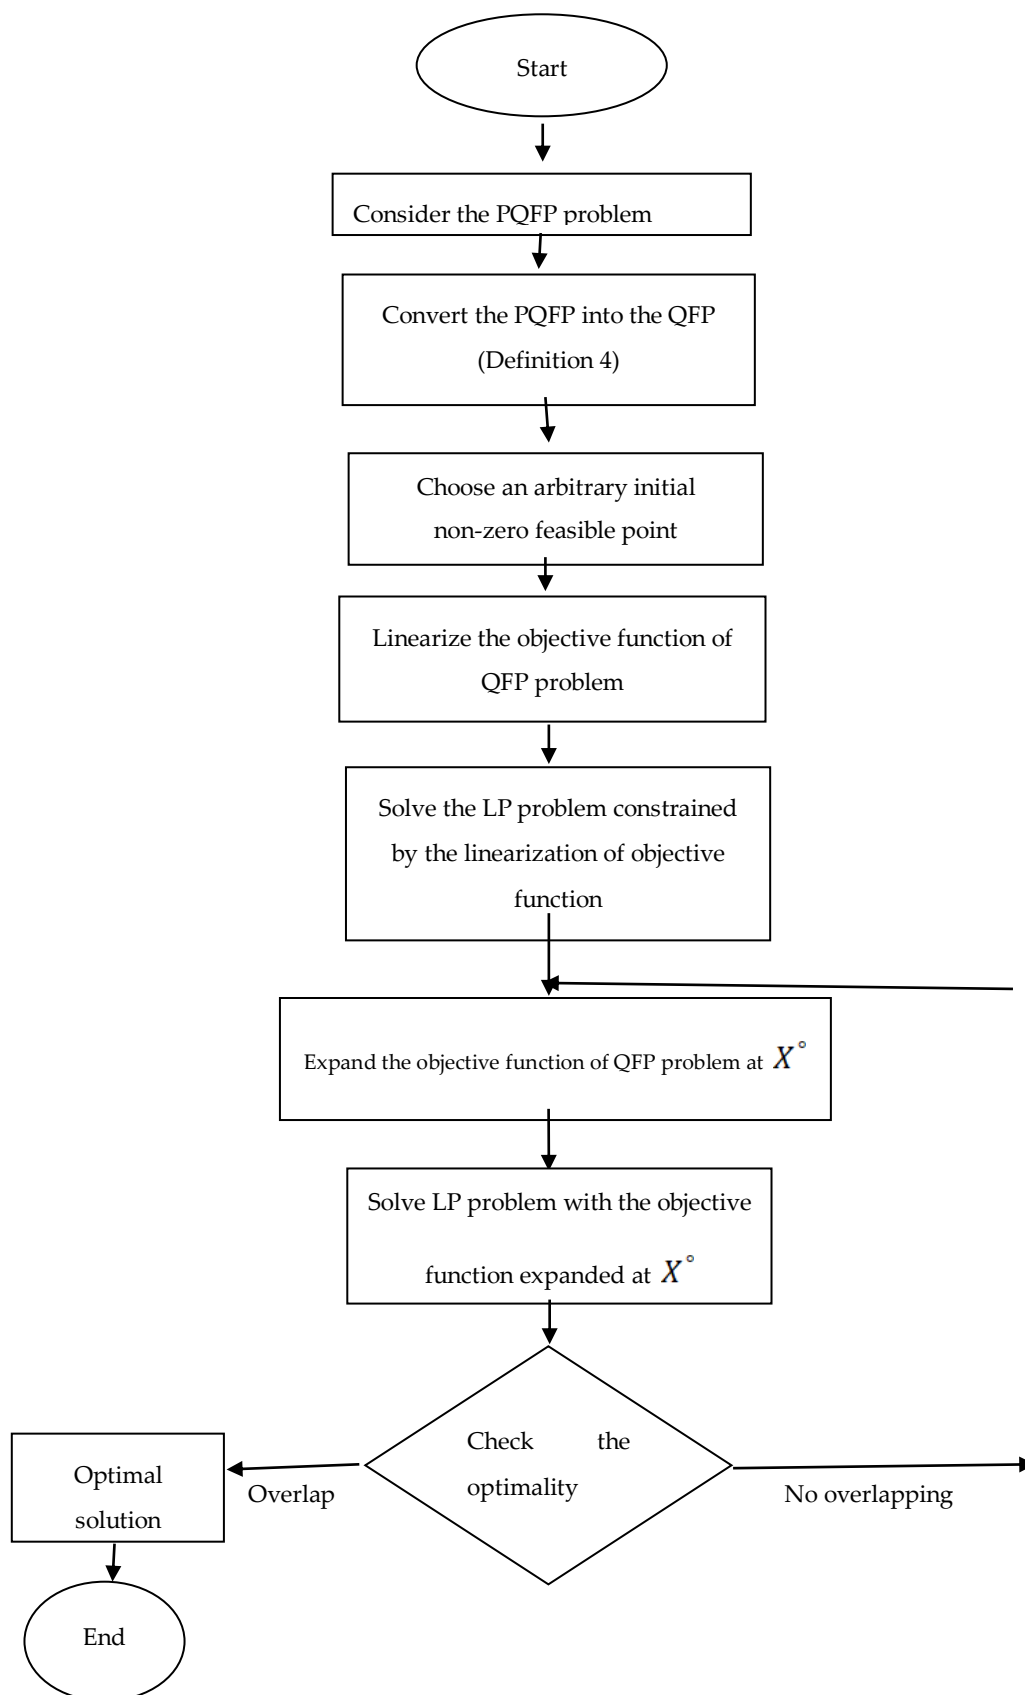 Start
Consider the PQFP problem
Convert the PQFP into the QFP
(Definition 4)
Choose an arbitrary initial
non-zero feasible point
Linearize the objective function of
QFP problem
Solve the LP problem constrained
by the linearization of objective
function
Expand the objective function of QFP problem at X°
Solve LP problem with the objective
function expanded at X°
Check the
optimality
Optimal
solution
Overlap
No overlapping
End